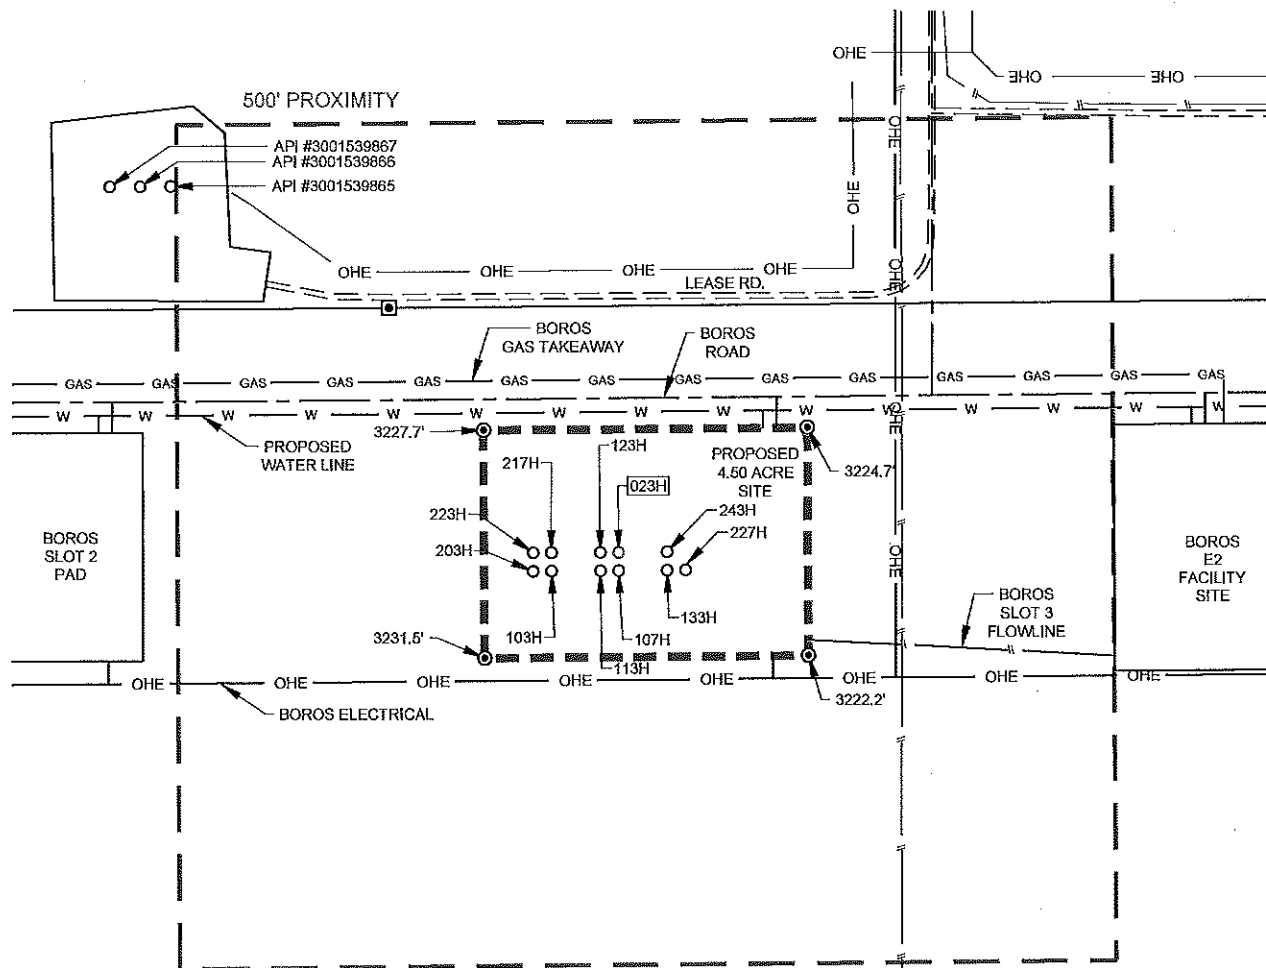 OHE
OHE OHE
500' PROXIMITY
OHE
API #3001539867
API #3001539866
API #3001539865
OHE
OHE OHE OHE OHE
OHE
LEASE RD.
BOROS
GAS TAKEAWAY
BOROS
ROAD
GAS GAS GAS GAS GAS GAS GAS GAS GAS GAS GAS GAS GAS GAS
W W W W W W W W W W W W W W W
OHE
PROPOSED
WATER LINE
3227.7'
123H
PROPOSED
4.50 ACRE
SITE
3224.7'
217H
023H
223H
243H
227H
203H
BOROS
SLOT 2
PAD
OHE
BOROS
E2
FACILITY
SITE
133H
BOROS
SLOT 3
FLOWLINE
103H
107H
3231.5'
113H
OHE OHE OHE OHE OHE OHE OHE OHE
3222.2'
BOROS ELECTRICAL